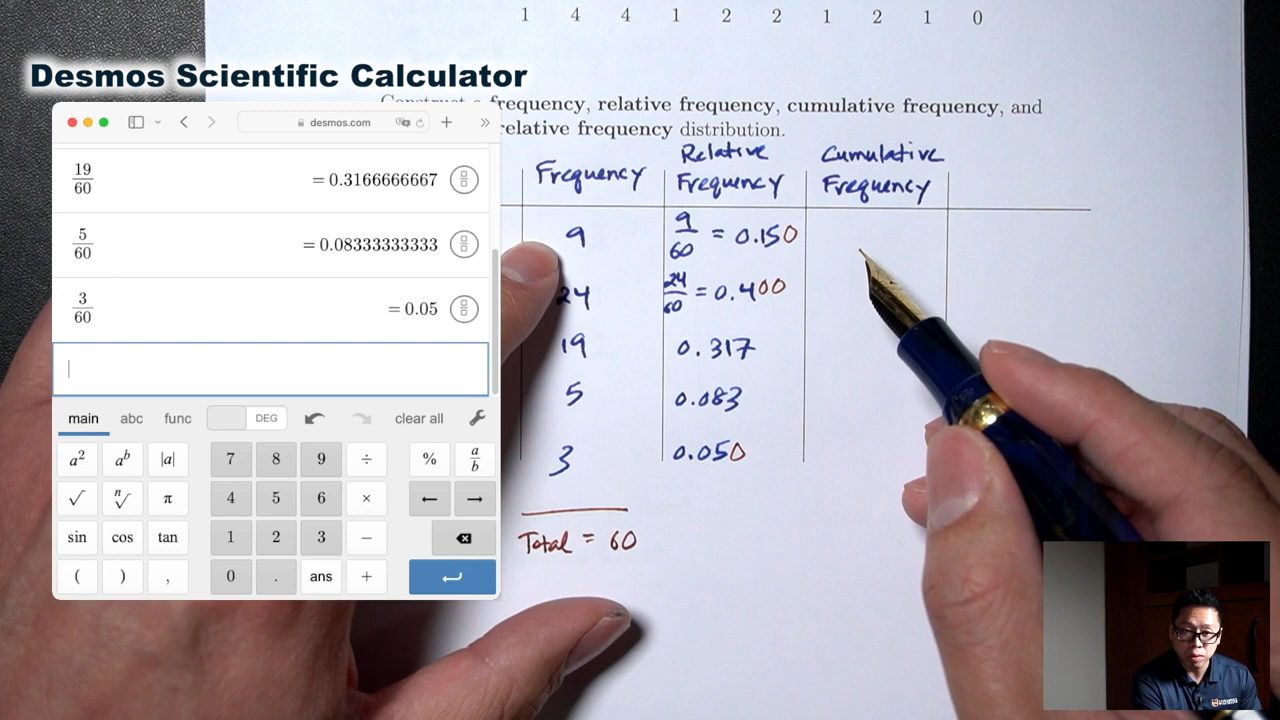 1 4 4 1 2 2 1 2 1 0
Desmos Scientific Calculator
Construct a frequency, relative frequency, cumulative frequency, and
relative frequency distribution.
desmos.com
19/60 = 0.3166666667
5/60 = 0.08333333333
3/60 = 0.05
main abc func DEG clear all
a² aᵇ |a| 7 8 9 ÷ % a/b
√ ⁿ√ π 4 5 6 × ← →
sin cos tan 1 2 3 −
( ) , 0 . ans +
Frequency Relative Frequency Cumulative Frequency
9 9/60 = 0.150
24 24/60 = 0.400
19 0.317
5 0.083
3 0.050
Total = 60